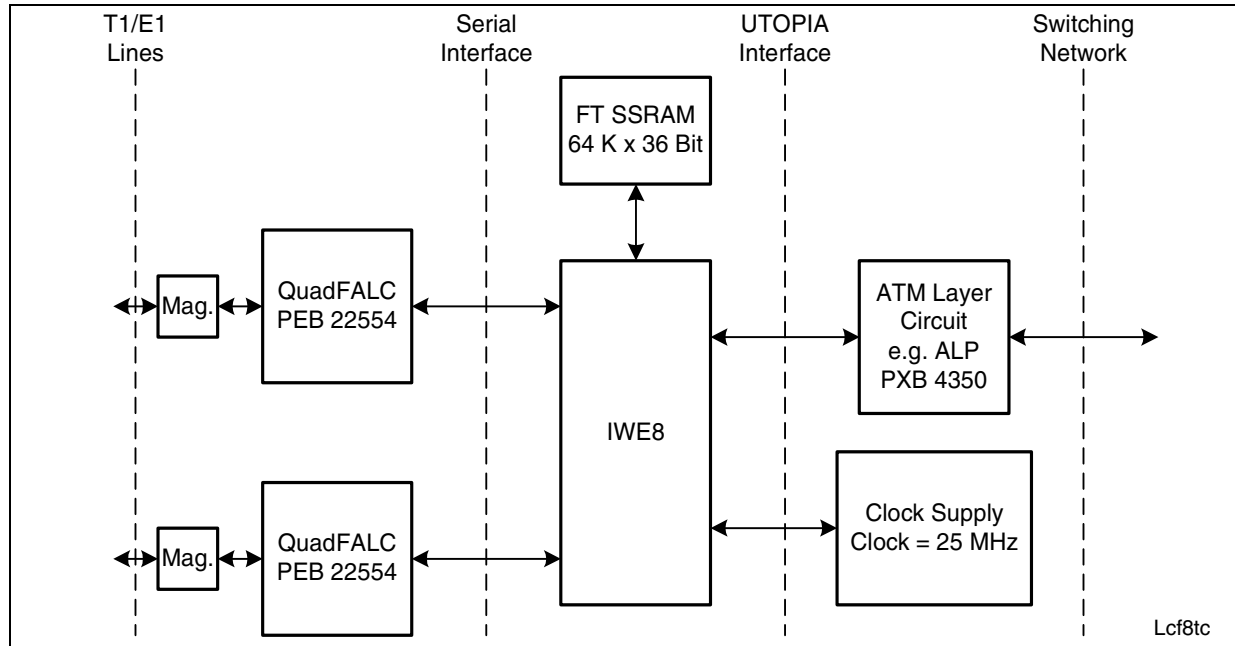 T1/E1
Lines
Serial
Interface
UTOPIA
Interface
Switching
Network
FT SSRAM
64 K x 36 Bit
Mag.
QuadFALC
PEB 22554
IWE8
ATM Layer
Circuit
e.g. ALP
PXB 4350
Mag.
QuadFALC
PEB 22554
Clock Supply
Clock = 25 MHz
Lcf8tc